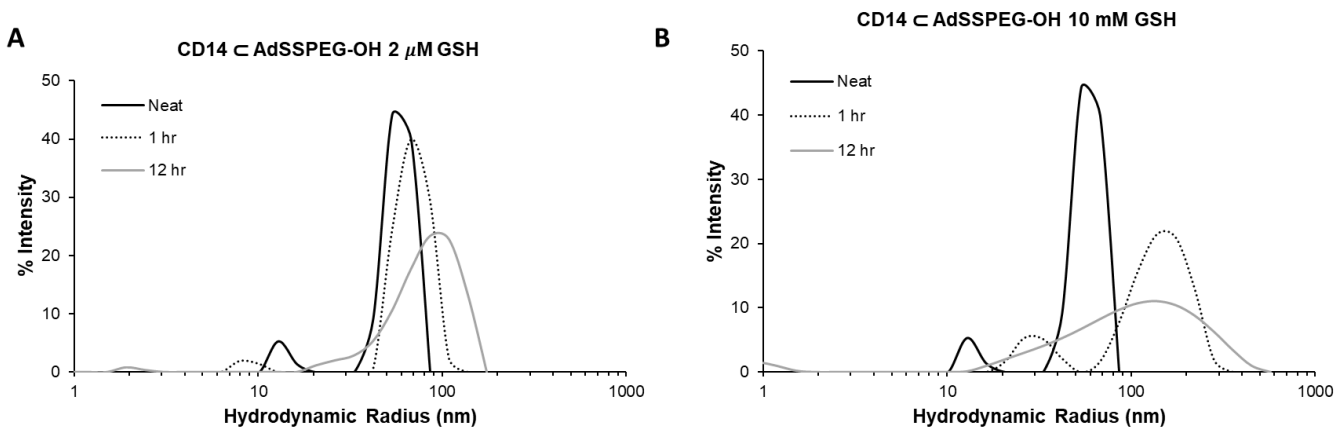 A
CD14 ⊂ AdSSPEG-OH 2 μM GSH
50
40
30
20
10
0
% Intensity
Neat
1 hr
12 hr
1
10
100
1000
Hydrodynamic Radius (nm)
B
CD14 ⊂ AdSSPEG-OH 10 mM GSH
50
40
30
20
10
0
% Intensity
Neat
1 hr
12 hr
1
10
100
1000
Hydrodynamic Radius (nm)